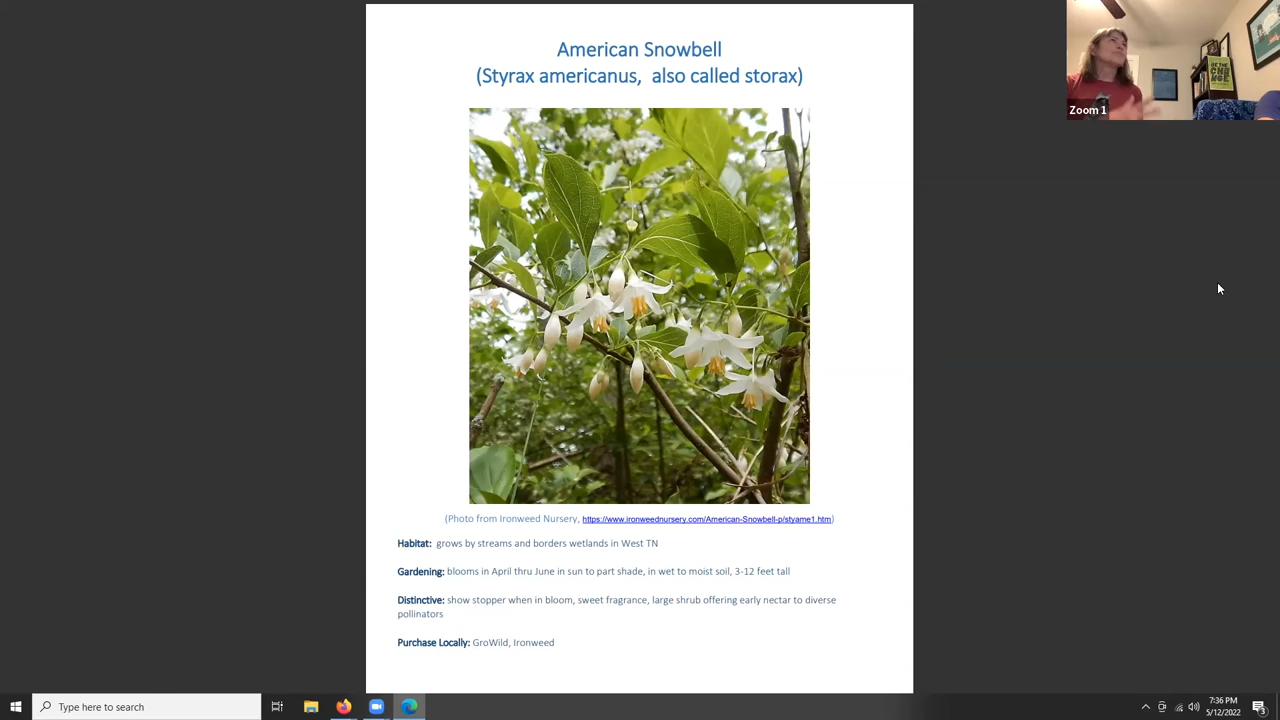 American Snowbell
(Styrax americanus, also called storax)
BE THE
CHANGE
Zoom 1
(Photo from Ironweed Nursery, https://www.ironweednursery.com/American-Snowbell-p/styame1.htm)
Habitat: grows by streams and borders wetlands in West TN
Gardening: blooms in April thru June in sun to part shade, in wet to moist soil, 3-12 feet tall
Distinctive: show stopper when in bloom, sweet fragrance, large shrub offering early nectar to diverse
pollinators
Purchase Locally: GroWild, Ironweed
Type here to search
7:36 PM
5/12/2022
3